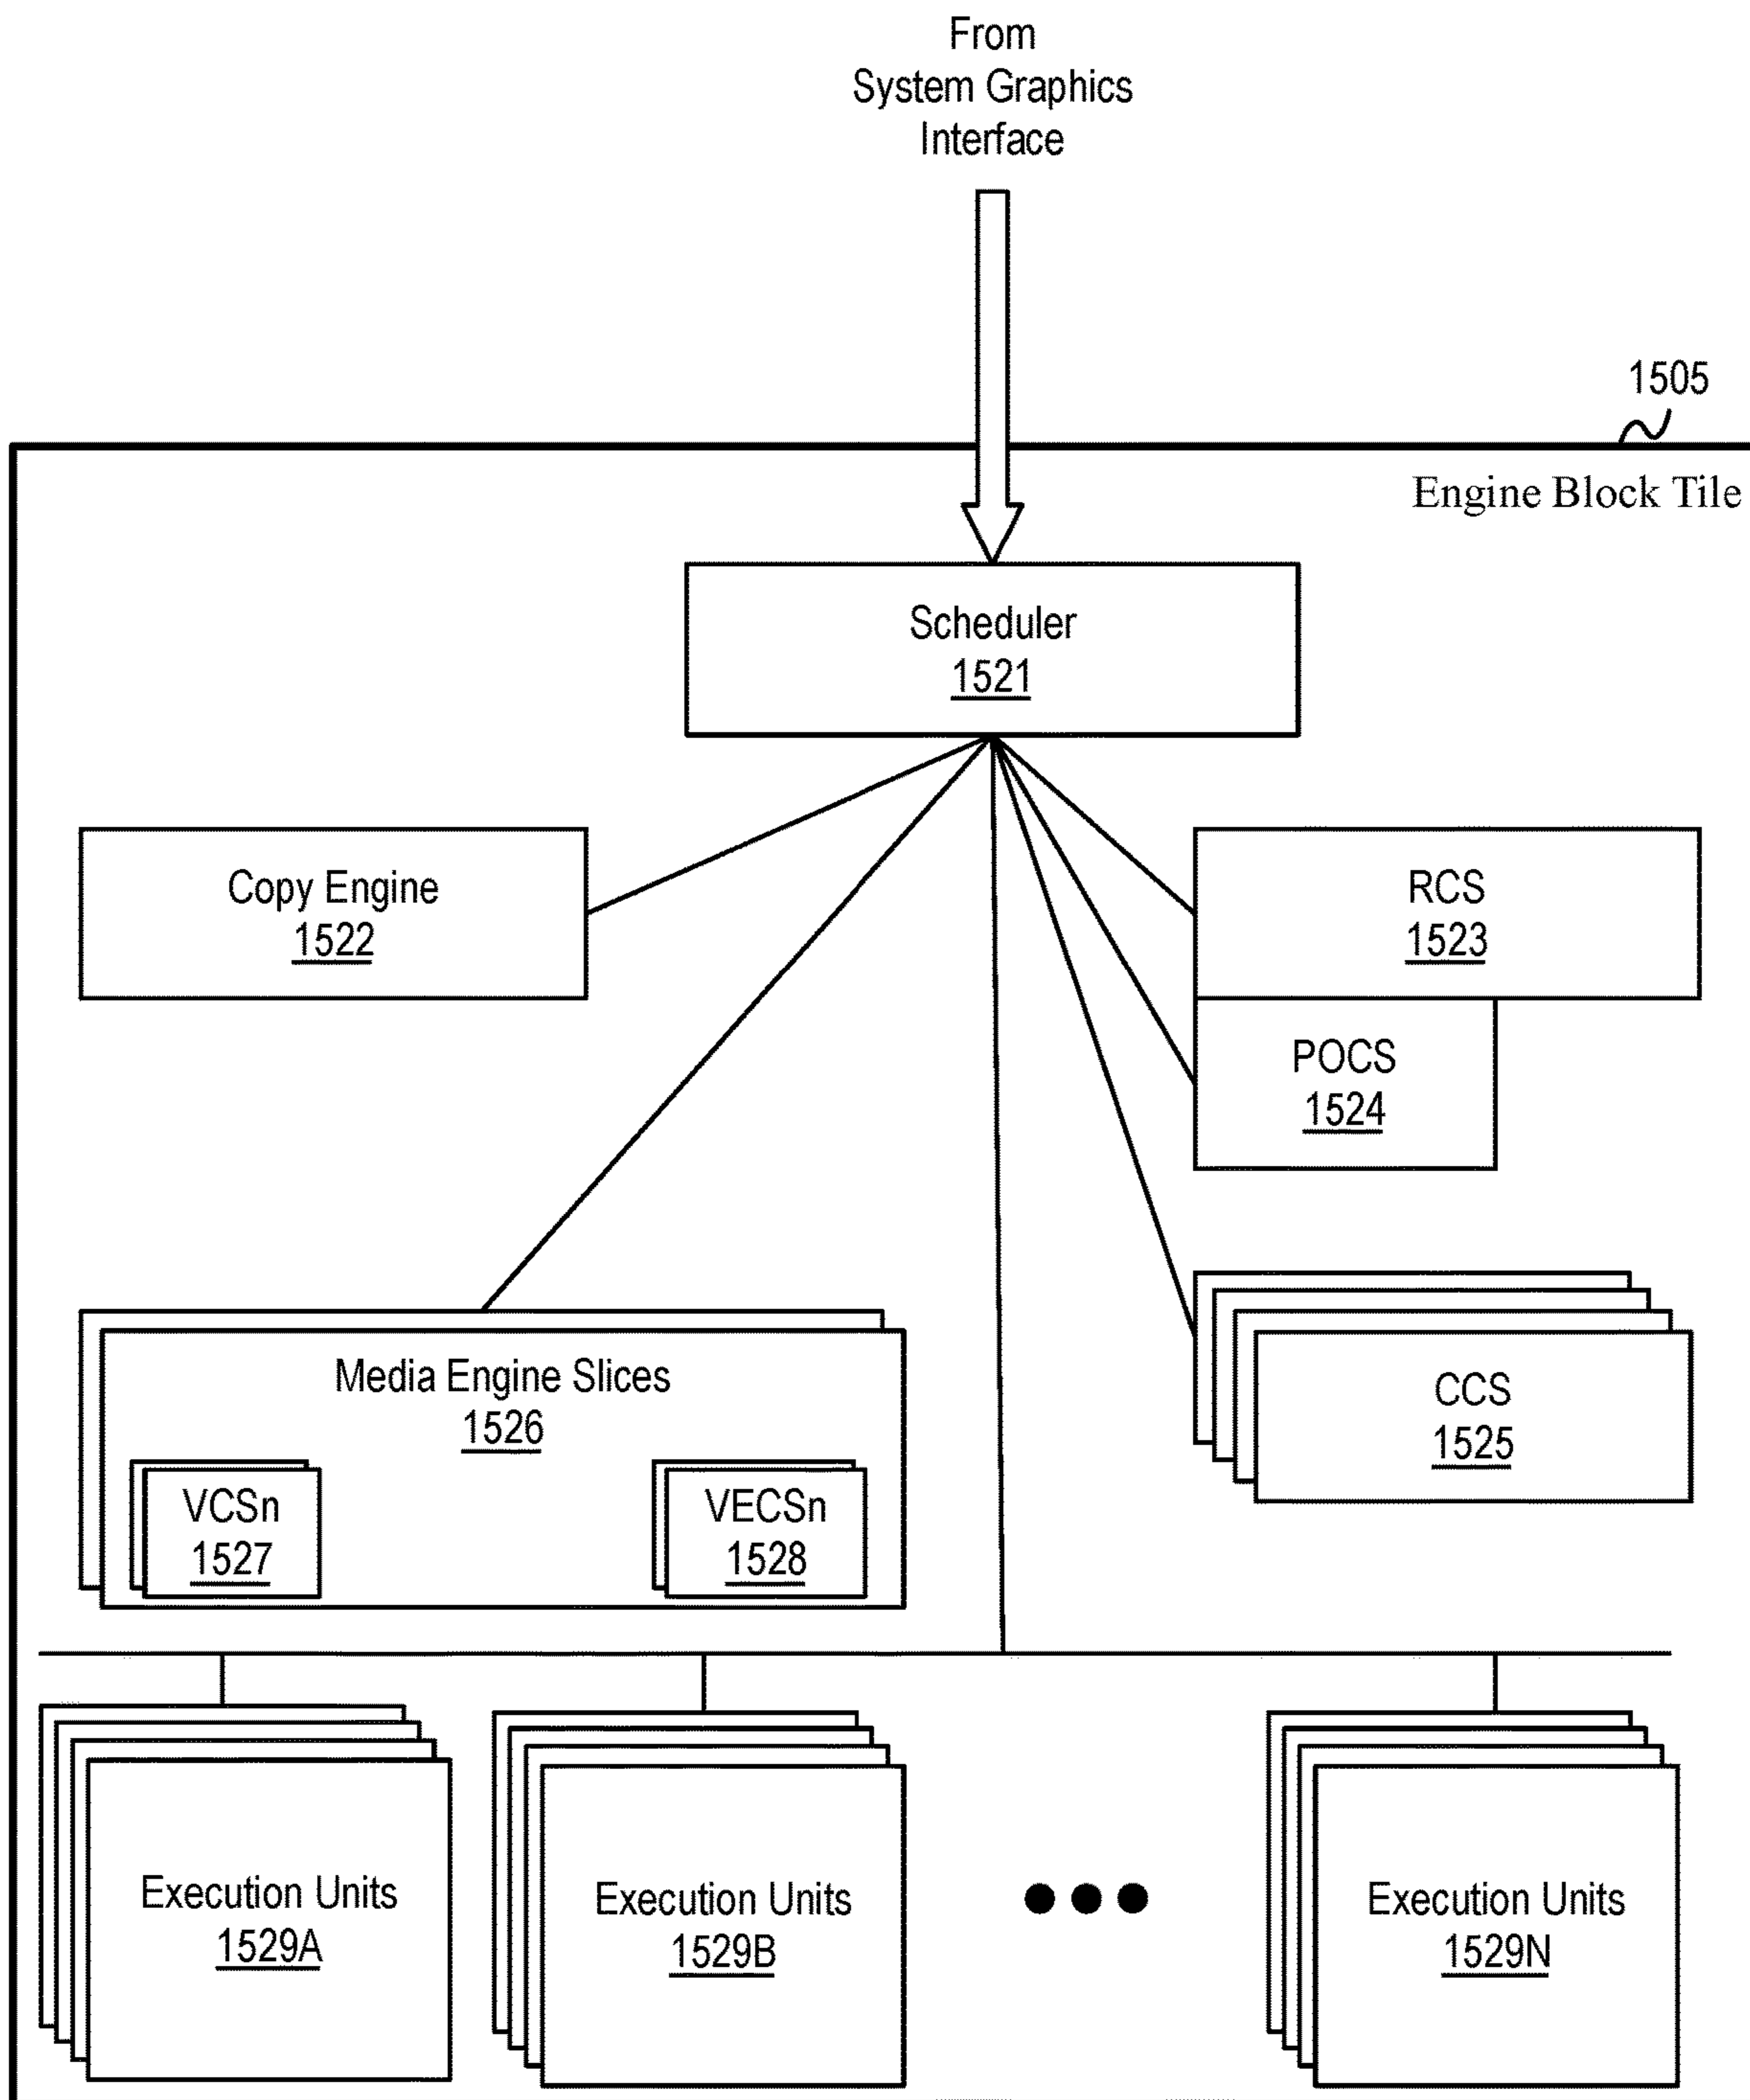 From
System Graphics
Interface
1505
Engine Block Tile
Scheduler
1521
Copy Engine
1522
RCS
1523
POCS
1524
Media Engine Slices
1526
VCSn
1527
VECSn
1528
CCS
1525
Execution Units
1529A
Execution Units
1529B
Execution Units
1529N